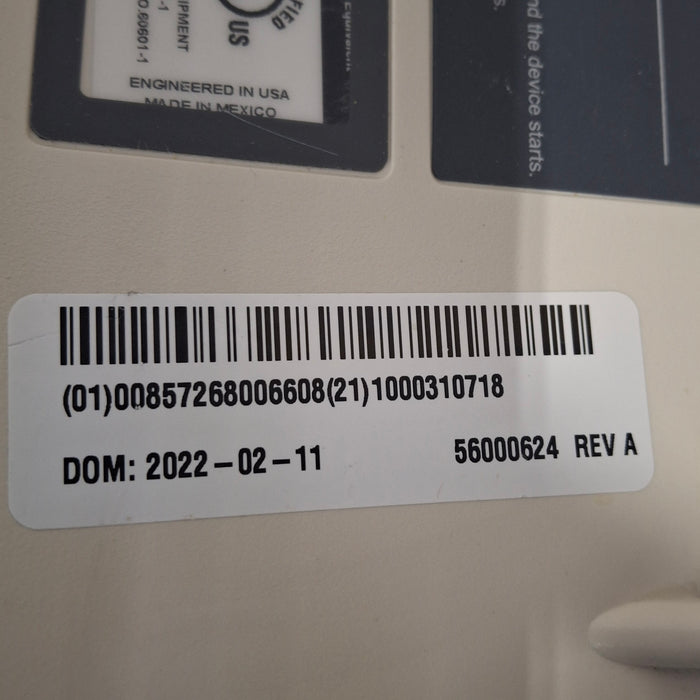 FIED
US
-1
IPMENT
O.60601-1
ENGINEERED IN USA
MADE IN MEXICO
s.
nd the device starts.
(01)00857268006608(21)1000310718
DOM: 2022-02-11
56000624 REV A